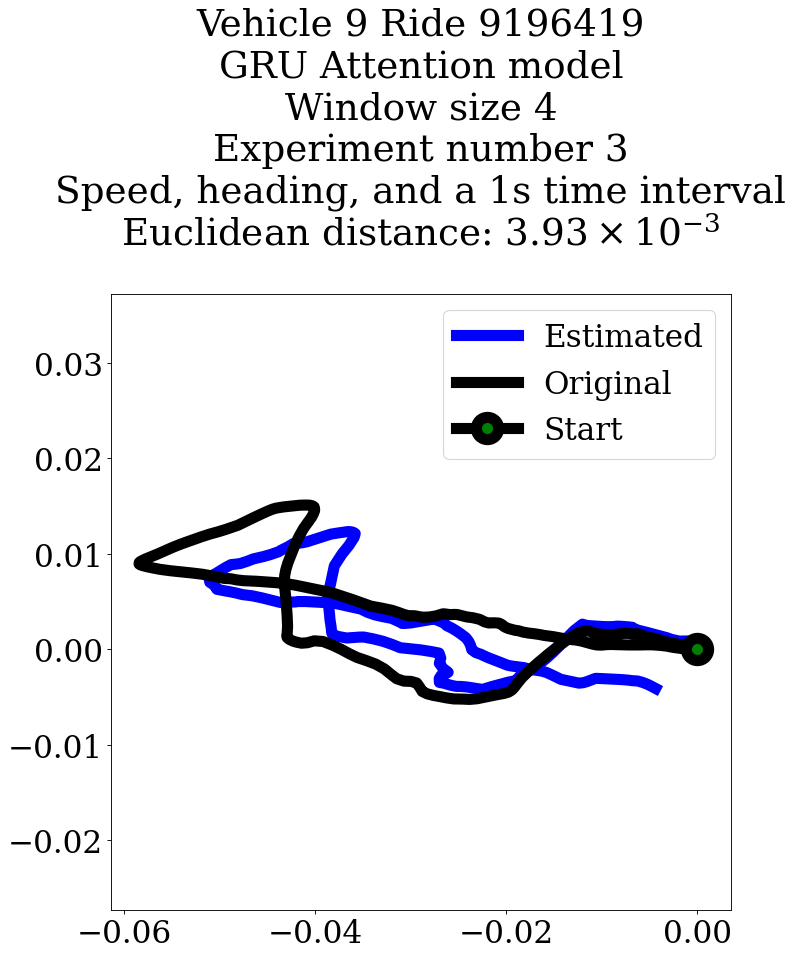 Vehicle 9 Ride 9196419
GRU Attention model
Window size 4
Experiment number 3
Speed, heading, and a 1s time interval
Euclidean distance: 3.93 × 10⁻³
Estimated
Original
Start
0.03
0.02
0.01
0.00
−0.01
−0.02
−0.06
−0.04
−0.02
0.00